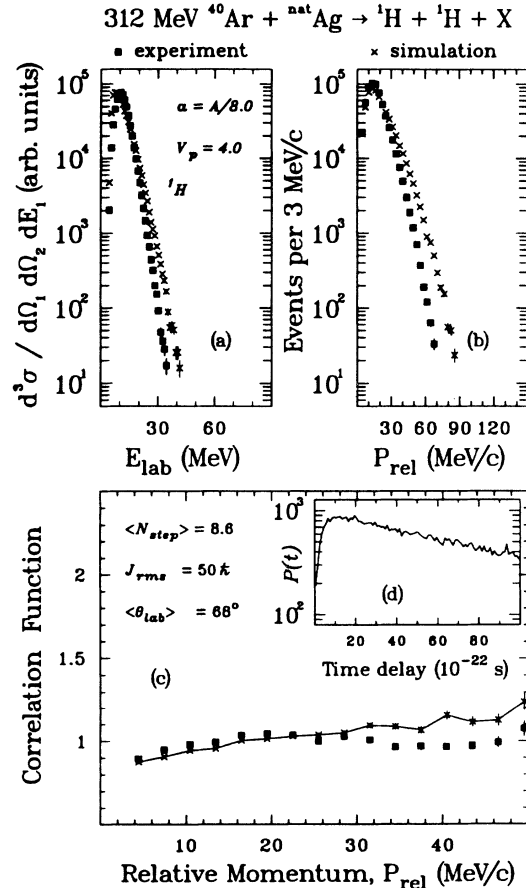 312 MeV ⁴⁰Ar + ⁿᵃᵗAg → ¹H + ¹H + X
■ experiment × simulation
d³σ / dΩ₁ dΩ₂ dE₁ (arb. units)
10⁵
10⁴
10³
10²
10¹
a = A/8.0
V_p = 4.0
¹H
(a)
30 60
E_lab (MeV)
Events per 3 MeV/c
10⁵
10⁴
10³
10²
10¹
(b)
30 60 90 120
P_rel (MeV/c)
Correlation Function
2
1.5
1
<N_step> = 8.6
J_rms = 50 ℏ
<θ_lab> = 68°
(c)
P(t)
10³
10²
(d)
20 40 60 80
Time delay (10⁻²² s)
0 20 40
Relative Momentum, P_rel (MeV/c)